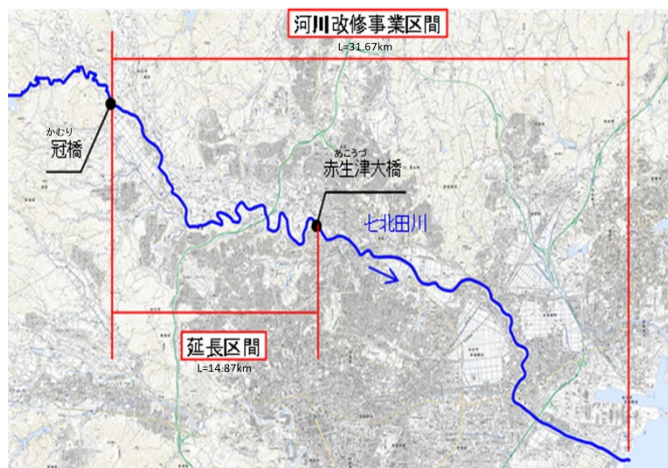 河川改修事業区間
L=31.67km
かむり
冠橋
あこうづ
赤生津大橋
七北田川
延長区間
L=14.87km